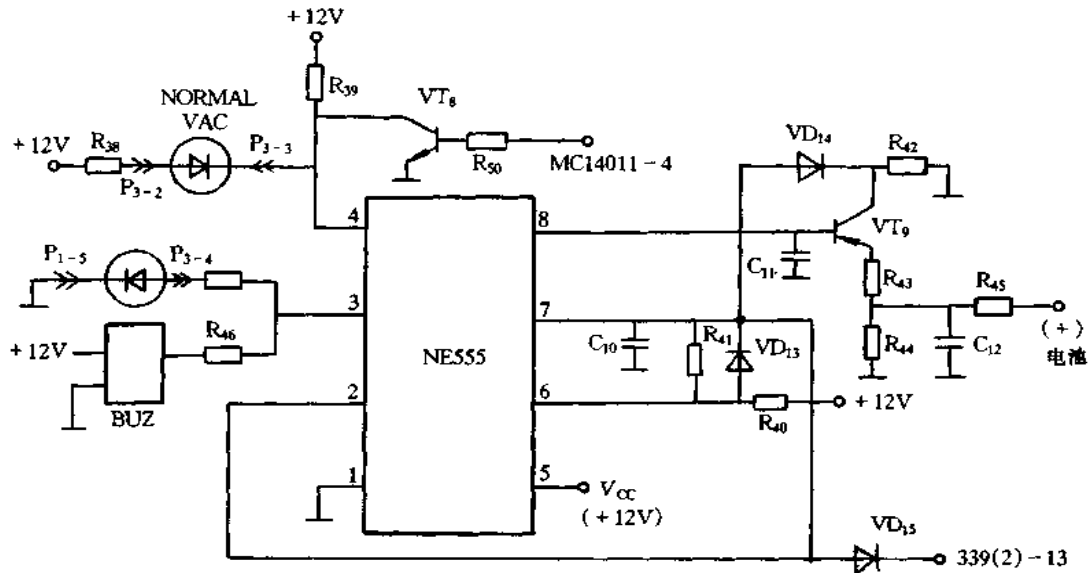 +12V
R39
NORMAL
VAC
VT8
+12V
R38
P3-3
P3-2
R50
MC14011-4
VD14
R42
4
8
VT9
C11
P1-5
P3-4
R43
R45
3
7
(+)
电池
+12V
R46
NE555
C10
R41
VD13
R44
C12
BUZ
2
6
R40
+12V
1
5
VCC
(+12V)
VD15
339(2)-13